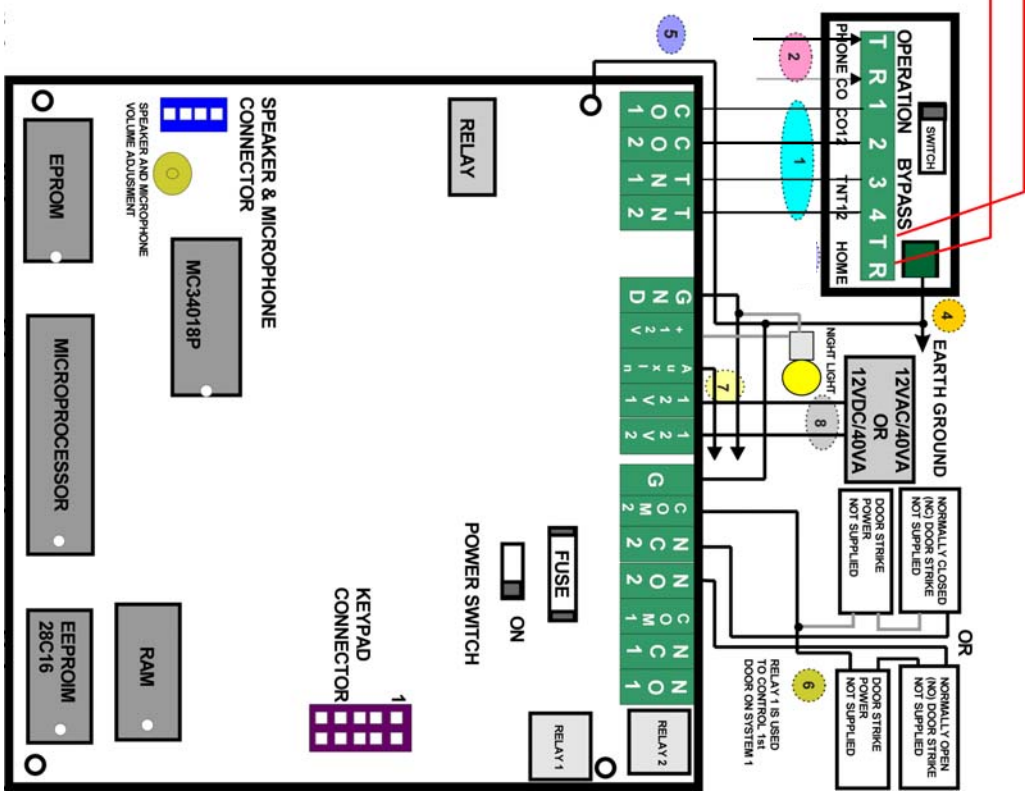 OPERATION BYPASS
SWITCH
T R 1 2 3 4 T R
PHONE CO CO12 TNT12 HOME
5
2
1
4
EARTH GROUND
NIGHT LIGHT
7
8
12VAC/40VA
OR
12VDC/40VA
NORMALLY CLOSED
(NC) DOOR STRIKE
NOT SUPPLIED
DOOR STRIKE
POWER
NOT SUPPLIED
OR
NORMALLY OPEN
(NO) DOOR STRIKE
NOT SUPPLIED
DOOR STRIKE
POWER
NOT SUPPLIED
6
RELAY 1 IS USED
TO CONTROL 1st
DOOR ON SYSTEM 1
CO1
CO2
TN1
TN2
GND
+12V
AuxIn
12V1
12V2
G
COM2
NC2
NO2
COM1
NC1
NO1
RELAY 2
RELAY 1
RELAY
FUSE
ON
POWER SWITCH
SPEAKER & MICROPHONE
CONNECTOR
SPEAKER AND MICROPHONE
VOLUME ADJUSMENT
KEYPAD
CONNECTOR
1
MC34018P
EPROM
MICROPROCESSOR
RAM
EEPROIM
28C16